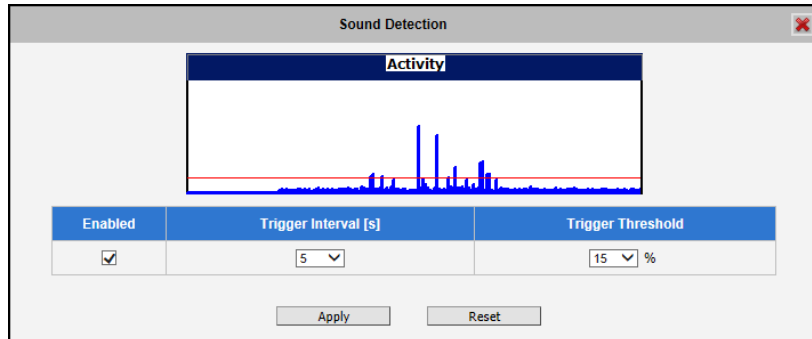 Sound Detection
Activity
Enabled Trigger Interval [s] Trigger Threshold
5 15 %
Apply Reset